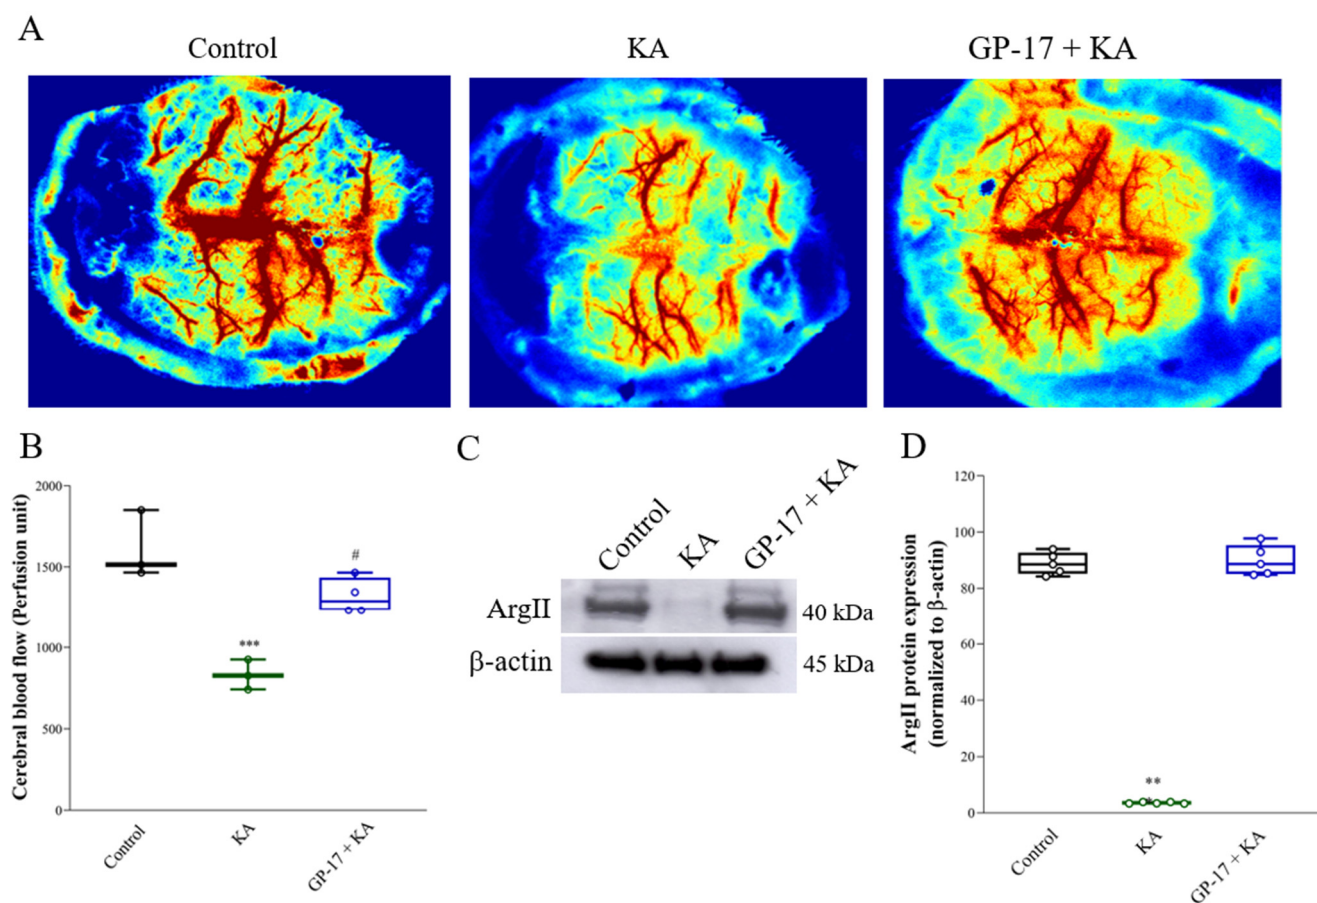 A
Control
KA
GP-17 + KA
B
Cerebral blood flow (Perfusion unit)
2000
1500
1000
500
0
***
#
Control
KA
GP-17 + KA
C
Control
KA
GP-17 + KA
ArgII
40 kDa
β-actin
45 kDa
D
ArgII protein expression
(normalized to β-actin)
120
100
80
60
40
20
0
**
*
Control
KA
GP-17 + KA